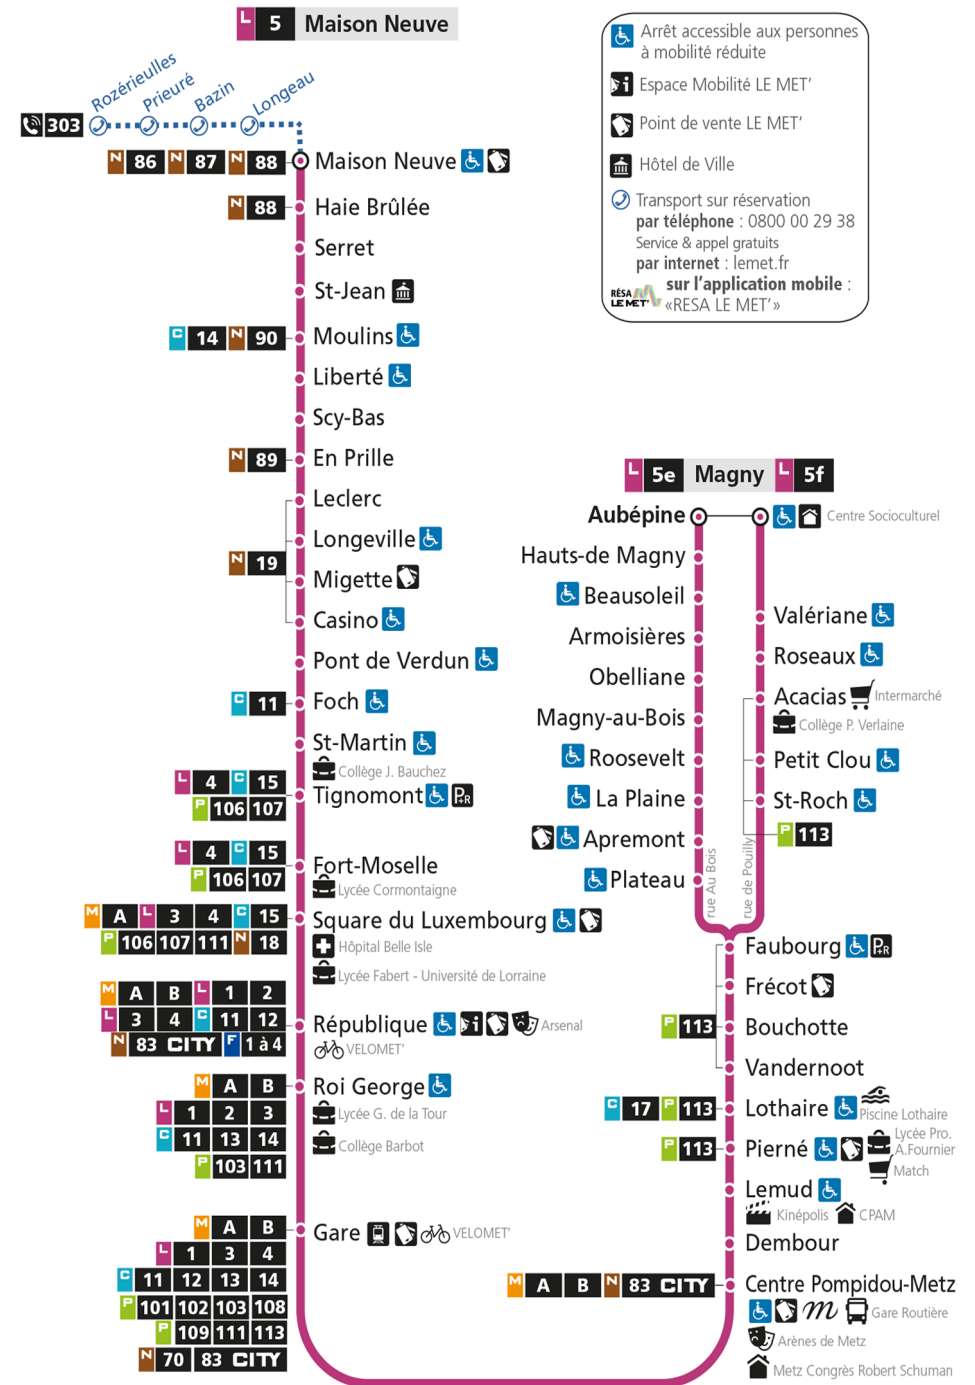 L 5 Maison Neuve
Rozérieulles
Prieuré
Bazin
Longeau
303
N 86 N 87 N 88 Maison Neuve
N 88 Haie Brûlée
Serret
St-Jean
C 14 N 90 Moulins
Liberté
Scy-Bas
N 89 En Prille
Leclerc
Longeville
N 19
Migette
Casino
Pont de Verdun
C 11 Foch
St-Martin
Collège J. Bauchez
L 4 C 15
P 106 107
Tignomont P+R
L 4 C 15
P 106 107
Fort-Moselle
Lycée Cormontaigne
M A L 3 4 C 15
P 106 107 111 N 18
Square du Luxembourg
Hôpital Belle Isle
Lycée Fabert - Université de Lorraine
M A B L 1 2
L 3 4 C 11 12
N 83 CITY F 1 à 4
République i Arsenal
VELOMET'
M A B
L 1 2 3
C 11 13 14
P 103 111
Roi George
Lycée G. de la Tour
Collège Barbot
M A B
L 1 3 4
C 11 12 13 14
P 101 102 103 108
P 109 111 113
N 70 83 CITY
Gare VELOMET'
Arrêt accessible aux personnes
à mobilité réduite
i Espace Mobilité LE MET'
Point de vente LE MET'
Hôtel de Ville
Transport sur réservation
par téléphone : 0800 00 29 38
Service & appel gratuits
par internet : lemet.fr
RÉSA
LE MET'
sur l'application mobile :
«RESA LE MET'»
L 5e Magny L 5f
Aubépine Centre Socioculturel
Hauts-de Magny
Beausoleil
Armoisières
Obelliane
Magny-au-Bois
Roosevelt
La Plaine
Apremont
Plateau
rue Au Bois
Valériane
Roseaux
Acacias Intermarché
Collège P. Verlaine
Petit Clou
St-Roch
P 113
rue de Pouilly
Faubourg P+R
Frécot
P 113 Bouchotte
Vandernoot
C 17 P 113 Lothaire
Piscine Lothaire
P 113 Pierné
Lycée Pro.
A.Fournier
Match
Lemud
Kinépolis CPAM
Dembour
M A B N 83 CITY Centre Pompidou-Metz
m Gare Routière
Arènes de Metz
Metz Congrès Robert Schuman